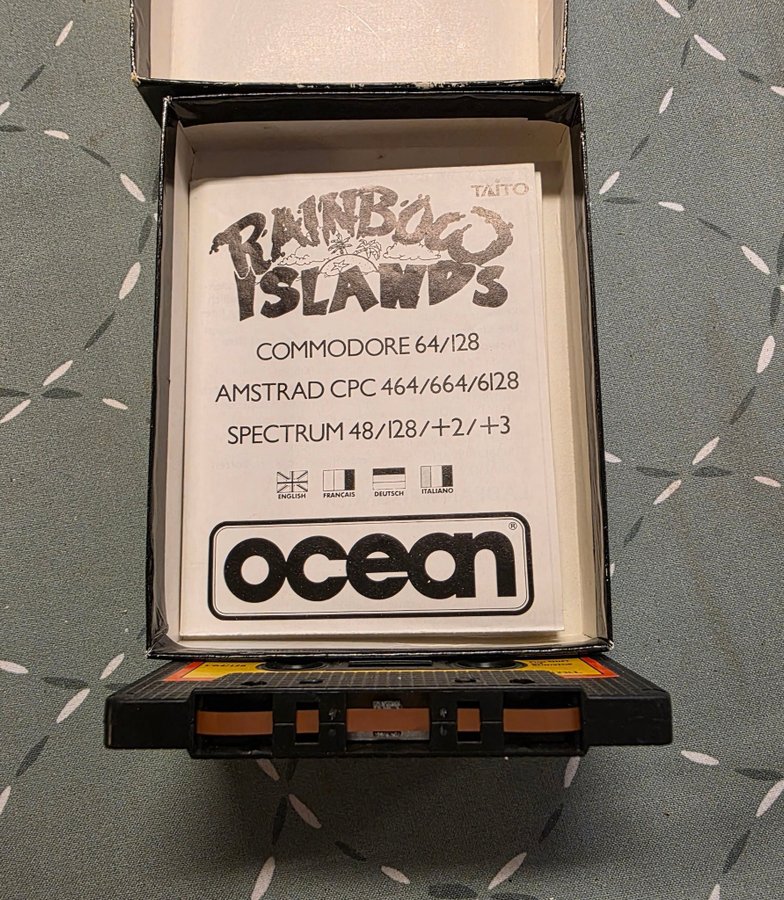 TAITO
RAINBOW
ISLANDS
COMMODORE 64/128
AMSTRAD CPC 464/664/6128
SPECTRUM 48/128/+2/+3
ENGLISH FRANÇAIS DEUTSCH ITALIANO
ocean®